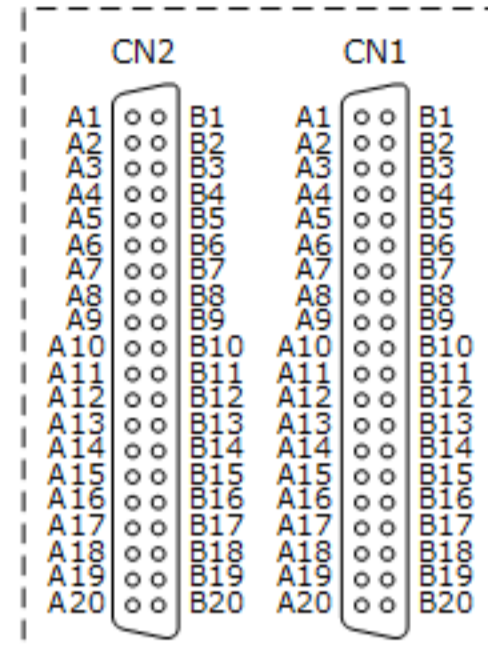 CN2 CN1
A1 B1 A1 B1
A2 B2 A2 B2
A3 B3 A3 B3
A4 B4 A4 B4
A5 B5 A5 B5
A6 B6 A6 B6
A7 B7 A7 B7
A8 B8 A8 B8
A9 B9 A9 B9
A10 B10 A10 B10
A11 B11 A11 B11
A12 B12 A12 B12
A13 B13 A13 B13
A14 B14 A14 B14
A15 B15 A15 B15
A16 B16 A16 B16
A17 B17 A17 B17
A18 B18 A18 B18
A19 B19 A19 B19
A20 B20 A20 B20